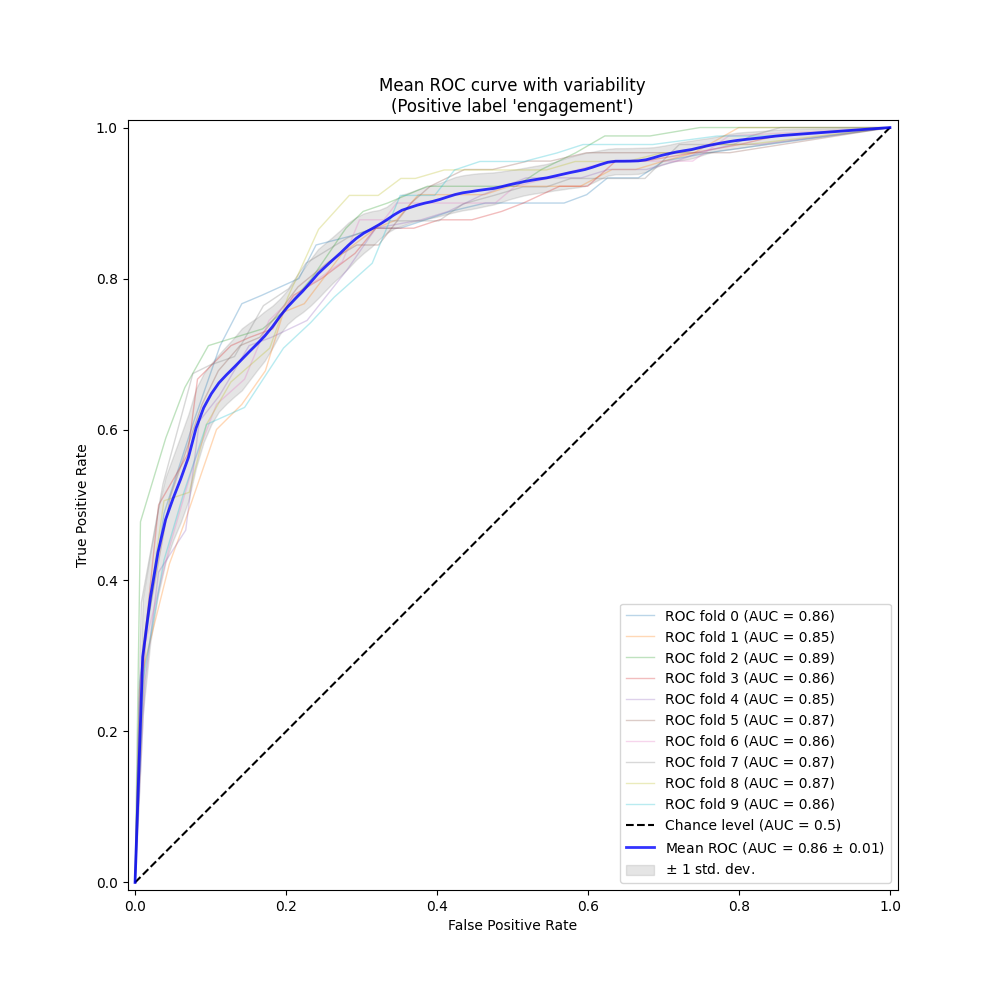 Mean ROC curve with variability
(Positive label 'engagement')
True Positive Rate
1.0
0.8
0.6
0.4
0.2
0.0
ROC fold 0 (AUC = 0.86)
ROC fold 1 (AUC = 0.85)
ROC fold 2 (AUC = 0.89)
ROC fold 3 (AUC = 0.86)
ROC fold 4 (AUC = 0.85)
ROC fold 5 (AUC = 0.87)
ROC fold 6 (AUC = 0.86)
ROC fold 7 (AUC = 0.87)
ROC fold 8 (AUC = 0.87)
ROC fold 9 (AUC = 0.86)
Chance level (AUC = 0.5)
Mean ROC (AUC = 0.86 ± 0.01)
± 1 std. dev.
0.0 0.2 0.4 0.6 0.8 1.0
False Positive Rate